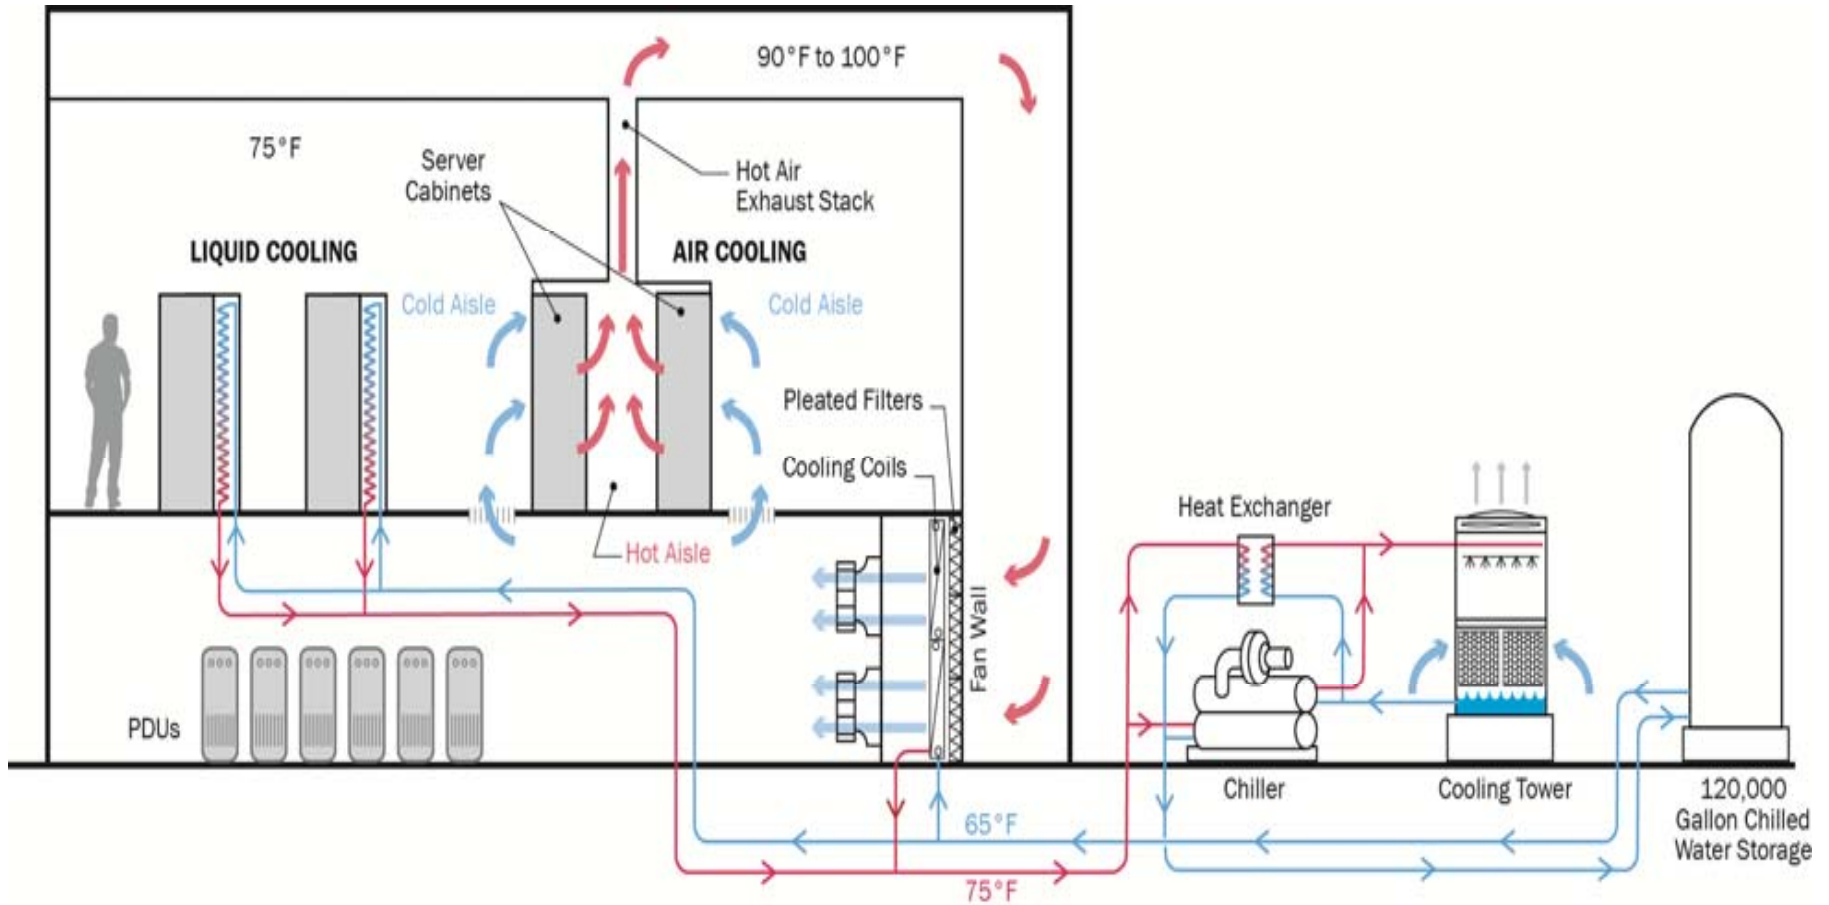 90°F to 100°F
75°F
Server
Cabinets
Hot Air
Exhaust Stack
LIQUID COOLING
AIR COOLING
Cold Aisle
Cold Aisle
Pleated Filters
Cooling Coils
Hot Aisle
Fan Wall
Heat Exchanger
PDUs
Chiller
Cooling Tower
120,000
Gallon Chilled
Water Storage
65°F
75°F